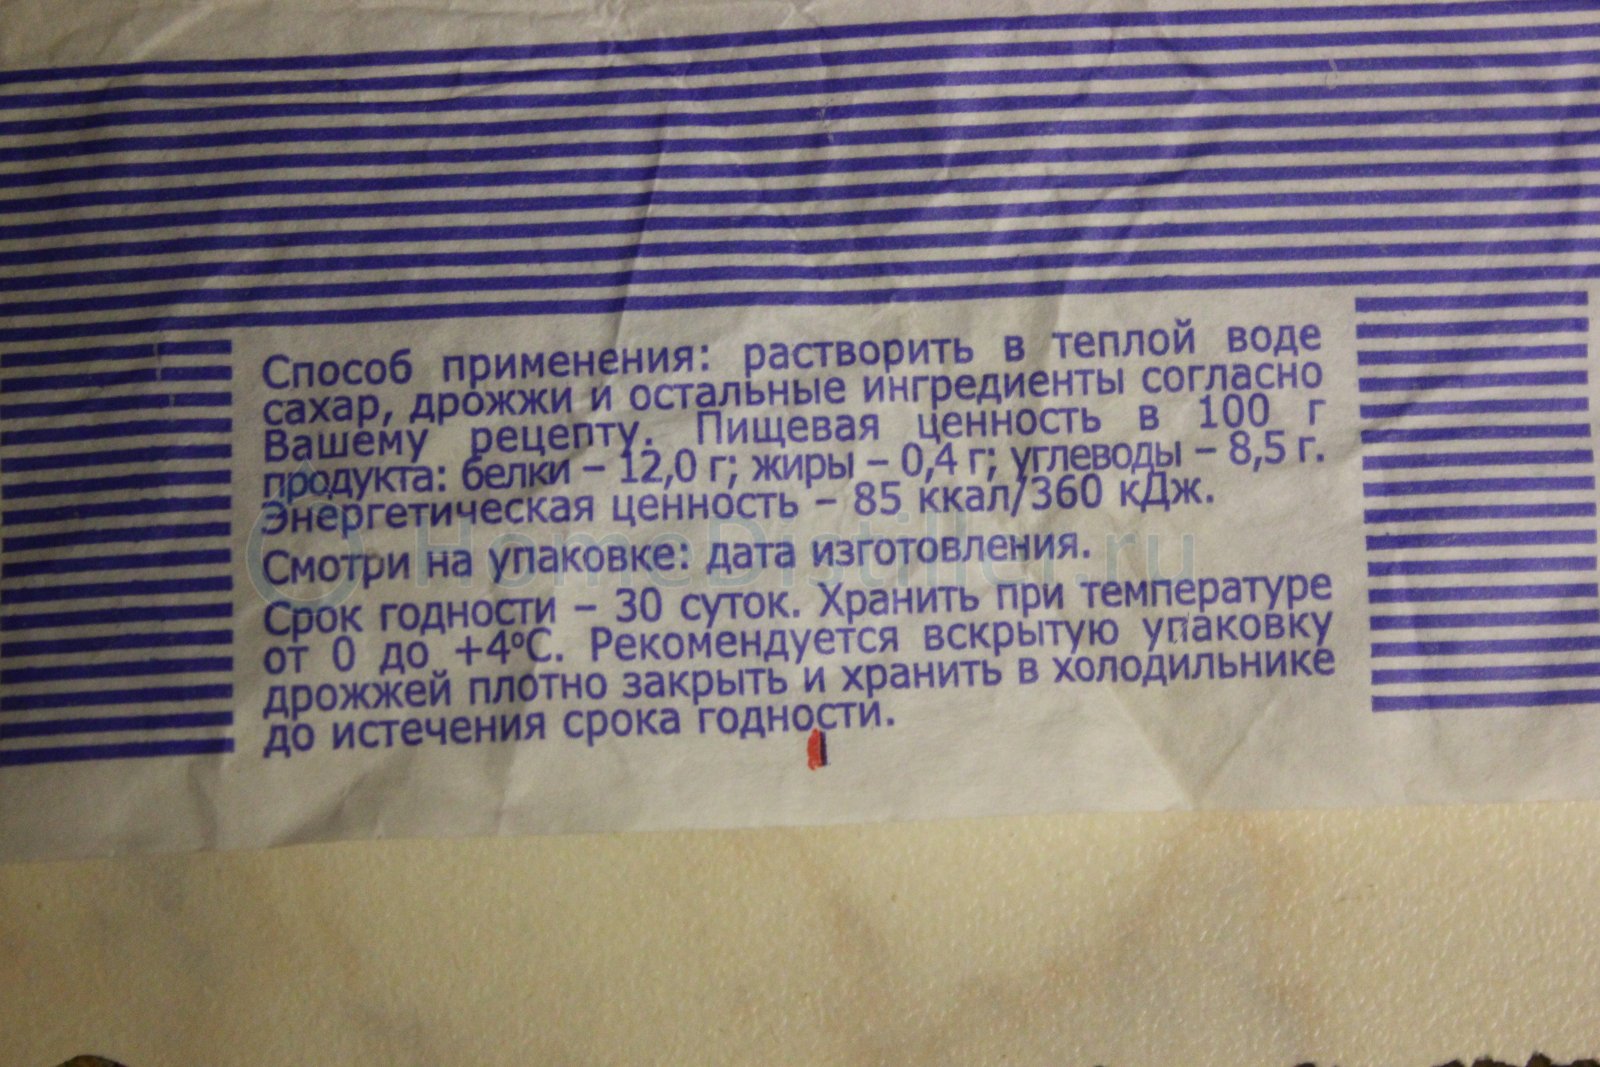 Способ применения: растворить в теплой воде
сахар, дрожжи и остальные ингредиенты согласно
Вашему рецепту. Пищевая ценность в 100 г
продукта: белки – 12,0 г; жиры – 0,4 г; углеводы – 8,5 г.
Энергетическая ценность – 85 ккал/360 кДж.
Смотри на упаковке: дата изготовления.
Срок годности – 30 суток. Хранить при температуре
от 0 до +4ºС. Рекомендуется вскрытую упаковку
дрожжей плотно закрыть и хранить в холодильнике
до истечения срока годности.
HomeDistiller.ru